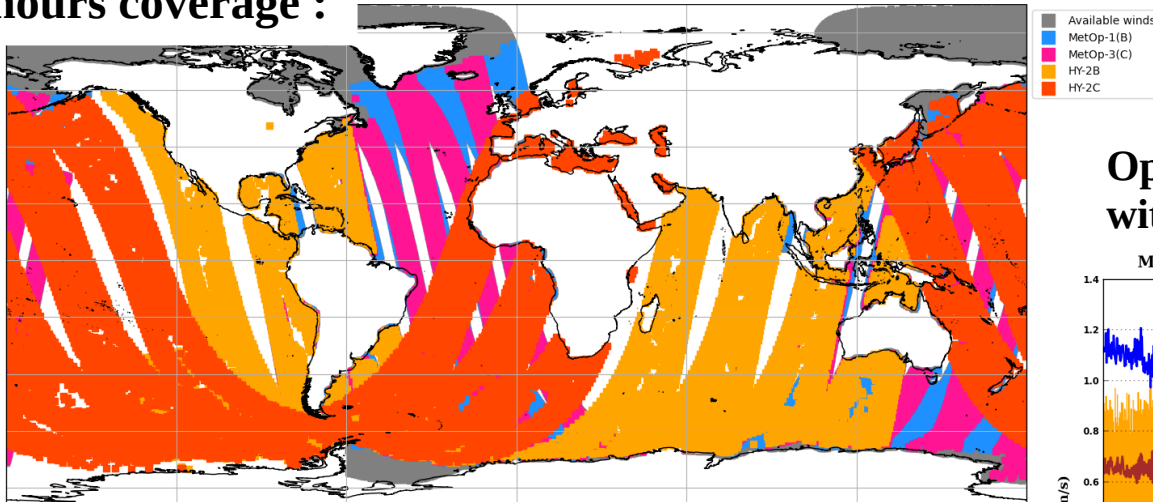 hours coverage :
Available winds
MetOp-1(B)
MetOp-3(C)
HY-2B
HY-2C
Op
wit
M
1.4
1.2
1.0
0.8
0.6